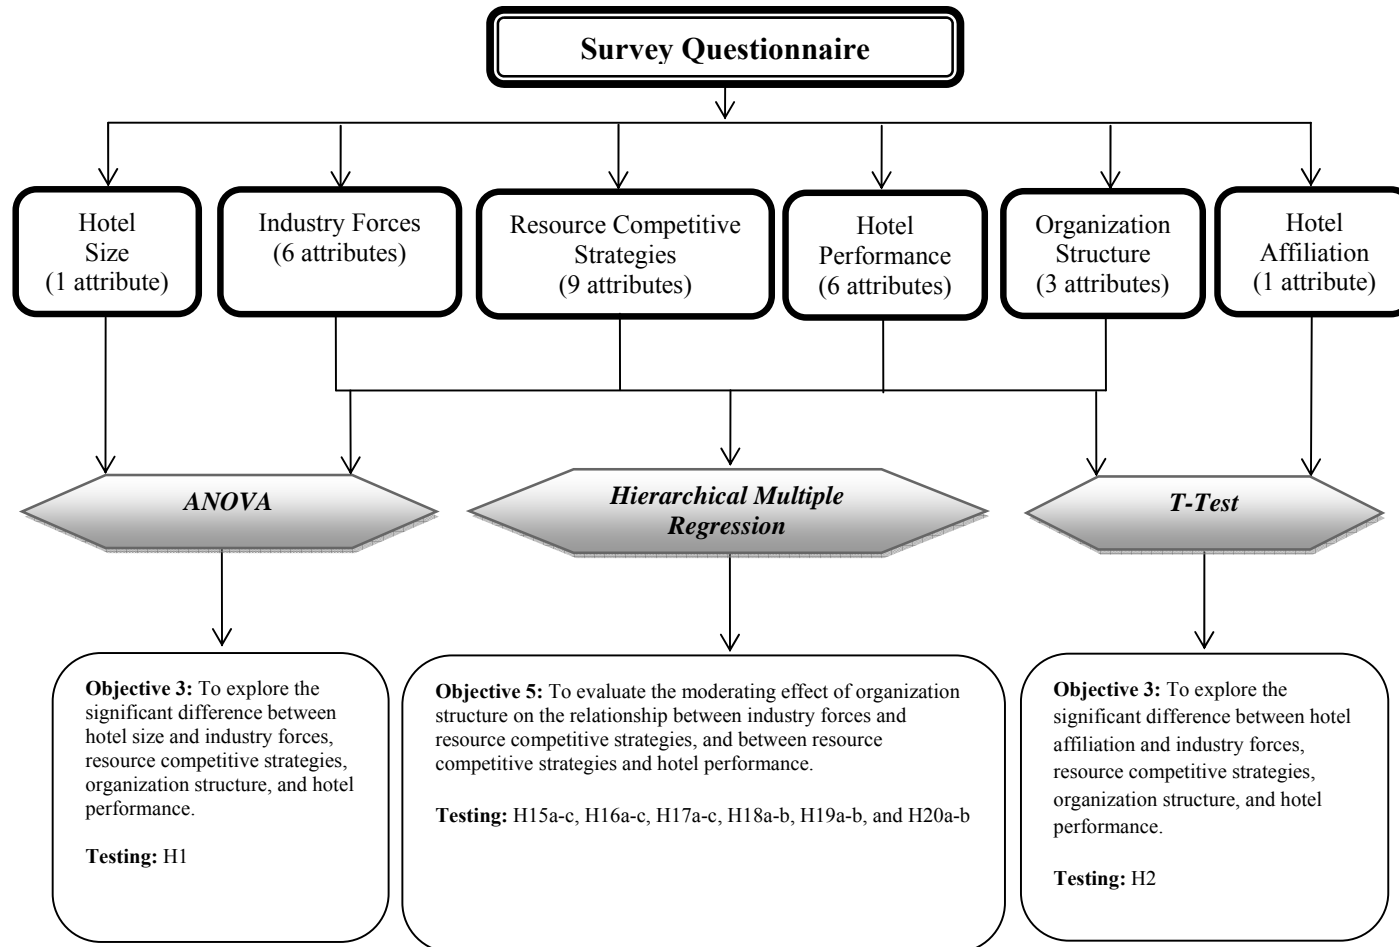 Survey Questionnaire
Hotel
Size
(1 attribute)
Industry Forces
(6 attributes)
Resource Competitive
Strategies
(9 attributes)
Hotel
Performance
(6 attributes)
Organization
Structure
(3 attributes)
Hotel
Affiliation
(1 attribute)
ANOVA
Hierarchical Multiple
Regression
T-Test
Objective 3: To explore the
significant difference between
hotel size and industry forces,
resource competitive strategies,
organization structure, and hotel
performance.
Testing: H1
Objective 5: To evaluate the moderating effect of organization
structure on the relationship between industry forces and
resource competitive strategies, and between resource
competitive strategies and hotel performance.
Testing: H15a-c, H16a-c, H17a-c, H18a-b, H19a-b, and H20a-b
Objective 3: To explore the
significant difference between hotel
affiliation and industry forces,
resource competitive strategies,
organization structure, and hotel
performance.
Testing: H2